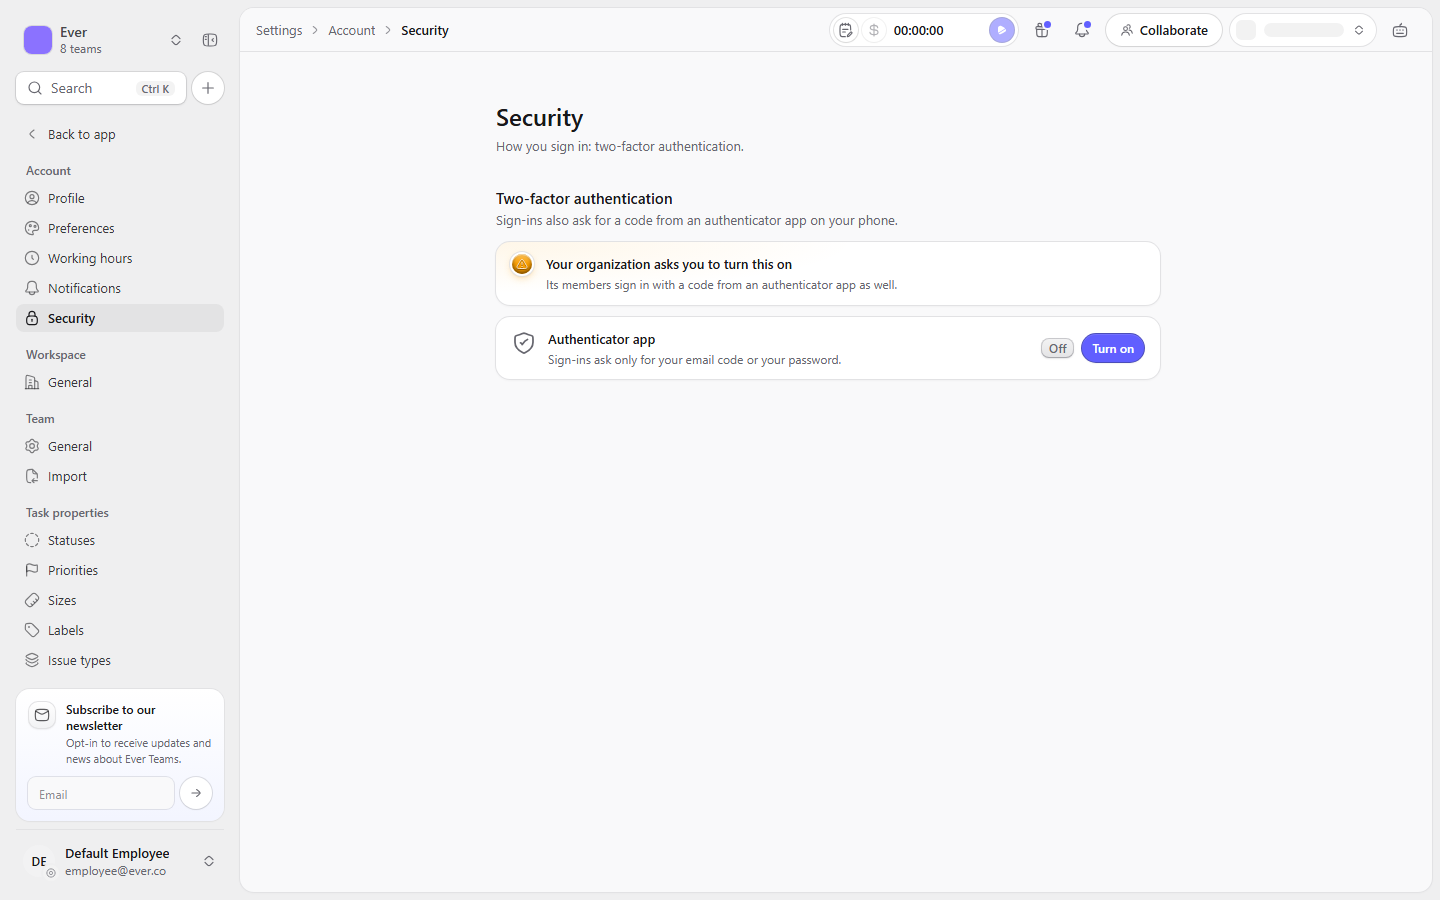 Ever
8 teams
Search
Ctrl K
Back to app
Account
Profile
Preferences
Working hours
Notifications
Security
Workspace
General
Team
General
Import
Task properties
Statuses
Priorities
Sizes
Labels
Issue types
Subscribe to our
newsletter
Opt-in to receive updates and
news about Ever Teams.
Email
DE
Default Employee
employee@ever.co
Settings > Account > Security
00:00:00
Collaborate
Security
How you sign in: two-factor authentication.
Two-factor authentication
Sign-ins also ask for a code from an authenticator app on your phone.
Your organization asks you to turn this on
Its members sign in with a code from an authenticator app as well.
Authenticator app
Sign-ins ask only for your email code or your password.
Off
Turn on